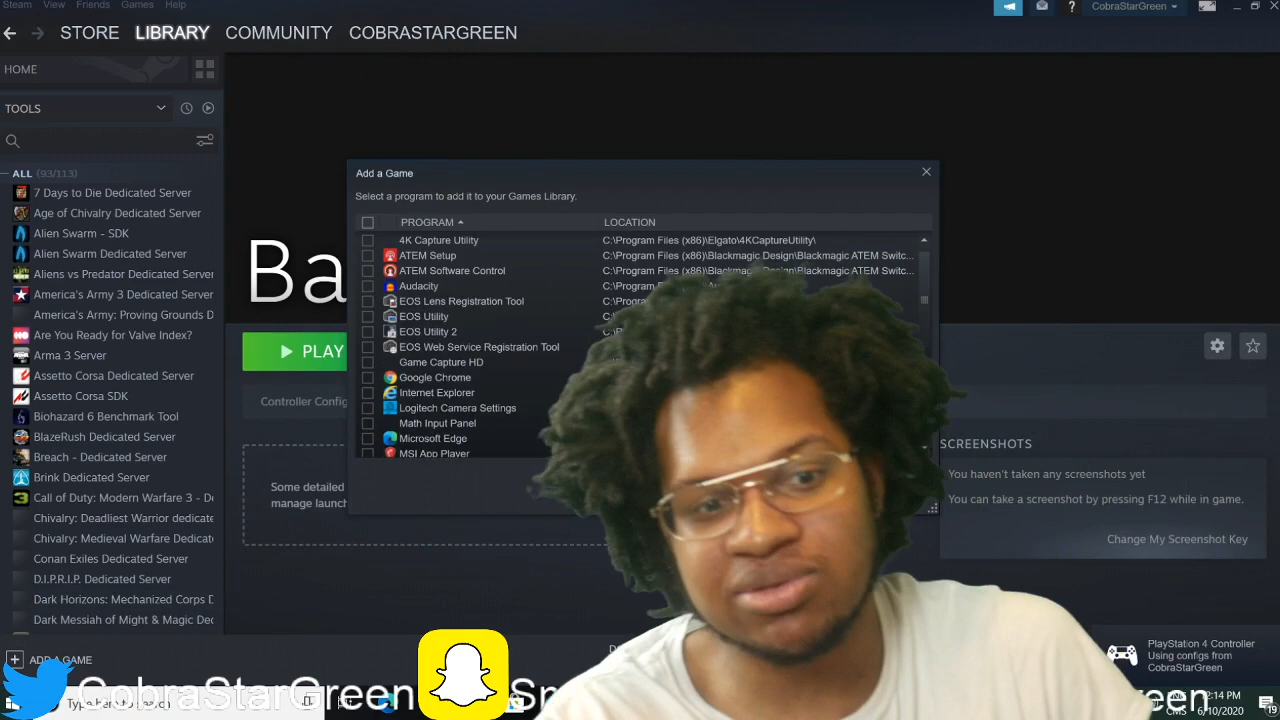 Steam View Friends Games Help
CobraStarGreen
STORE LIBRARY COMMUNITY COBRASTARGREEN
HOME
TOOLS
ALL (93/113)
7 Days to Die Dedicated Server
Age of Chivalry Dedicated Server
Alien Swarm - SDK
Alien Swarm Dedicated Server
Aliens vs Predator Dedicated Server
America's Army 3 Dedicated Server
America's Army: Proving Grounds D
Are You Ready for Valve Index?
Arma 3 Server
Assetto Corsa Dedicated Server
Assetto Corsa SDK
Biohazard 6 Benchmark Tool
BlazeRush Dedicated Server
Breach - Dedicated Server
Brink Dedicated Server
Call of Duty: Modern Warfare 3 - De
Chivalry: Deadliest Warrior dedicate
Chivalry: Medieval Warfare Dedicate
Conan Exiles Dedicated Server
D.I.P.R.I.P. Dedicated Server
Dark Horizons: Mechanized Corps D
Dark Messiah of Might & Magic Dec
ADD A GAME
Ba
PLAY
Controller Config
Some detailed
manage launch
Add a Game
Select a program to add it to your Games Library.
PROGRAM LOCATION
4K Capture Utility C:\Program Files (x86)\Elgato\4KCaptureUtility\
ATEM Setup C:\Program Files (x86)\Blackmagic Design\Blackmagic ATEM Switc...
ATEM Software Control C:\Program Files (x86)\Blackmagic Design\Blackmagic ATEM Switc...
Audacity
EOS Lens Registration Tool
EOS Utility
EOS Utility 2
EOS Web Service Registration Tool
Game Capture HD
Google Chrome
Internet Explorer
Logitech Camera Settings
Math Input Panel
Microsoft Edge
MSI App Player
SCREENSHOTS
You haven't taken any screenshots yet
You can take a screenshot by pressing F12 while in game.
Change My Screenshot Key
PlayStation 4 Controller
Using configs from
CobraStarGreen
CobraStarGreen
6/10/2020
19